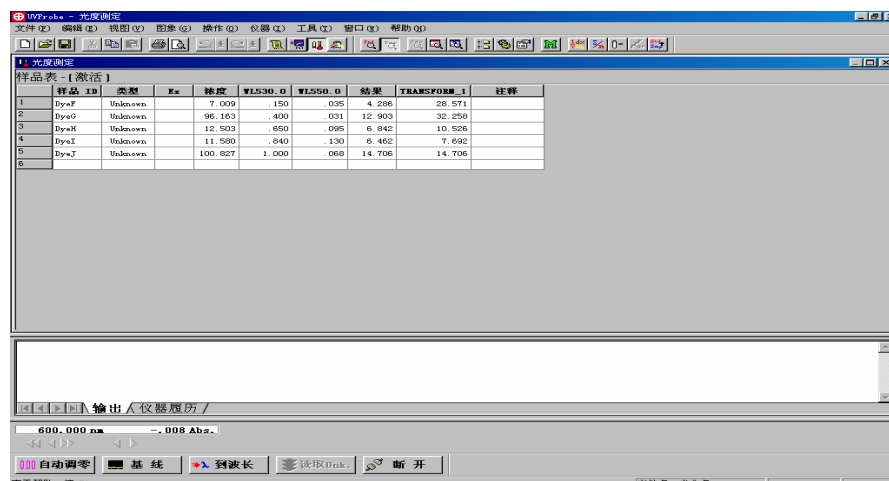 UVProbe - 光度测定
文件(F) 编辑(E) 视图(V) 图象(G) 操作(O) 仪器(I) 工具(T) 窗口(W) 帮助(H)
光度测定
样品表 - [激活]
样品 ID 类型 Ex 浓度 WL530.0 WL550.0 结果 TRANSFORM_1 注释
1 DyeF Unknown 7.009 .150 .035 4.286 28.571
2 DyeG Unknown 96.163 .400 .031 12.903 32.258
3 DyeH Unknown 12.503 .650 .095 6.842 10.526
4 DyeI Unknown 11.580 .840 .130 6.462 7.692
5 DyeJ Unknown 100.827 1.000 .068 14.706 14.706
6
输出 仪器履历
600.000 nm -.008 Abs.
自动调零 基 线 到波长 读取Unk. 断 开